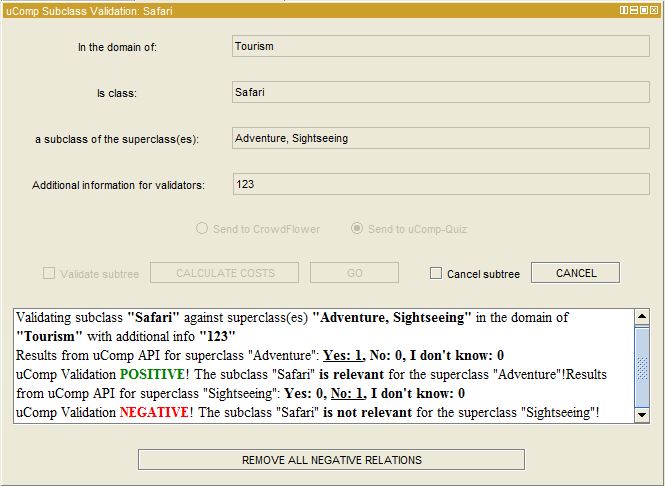 uComp Subclass Validation: Safari
In the domain of:
Tourism
Is class:
Safari
a subclass of the superclass(es):
Adventure, Sightseeing
Additional information for validators:
123
Send to CrowdFlower
Send to uComp-Quiz
Validate subtree
CALCULATE COSTS
GO
Cancel subtree
CANCEL
Validating subclass "Safari" against superclass(es) "Adventure, Sightseeing" in the domain of
"Tourism" with additional info "123"
Results from uComp API for superclass "Adventure": Yes: 1, No: 0, I don't know: 0
uComp Validation POSITIVE! The subclass "Safari" is relevant for the superclass "Adventure"!Results
from uComp API for superclass "Sightseeing": Yes: 0, No: 1, I don't know: 0
uComp Validation NEGATIVE! The subclass "Safari" is not relevant for the superclass "Sightseeing"!
REMOVE ALL NEGATIVE RELATIONS